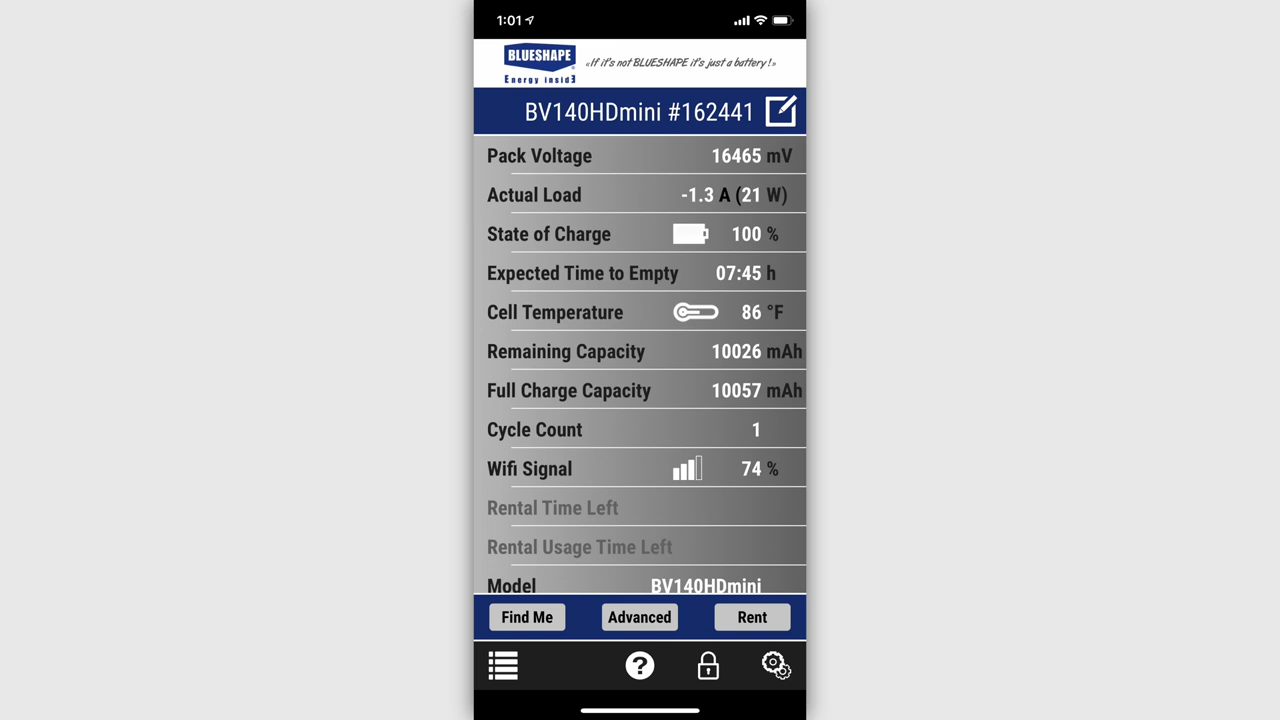 1:01
BLUESHAPE
Energy insidE
«If it's not BLUESHAPE it's just a battery!»
BV140HDmini #162441
Pack Voltage 16465 mV
Actual Load -1.3 A (21 W)
State of Charge 100 %
Expected Time to Empty 07:45 h
Cell Temperature 86 °F
Remaining Capacity 10026 mAh
Full Charge Capacity 10057 mAh
Cycle Count 1
Wifi Signal 74 %
Rental Time Left
Rental Usage Time Left
Model BV140HDmini
Find Me Advanced Rent
?